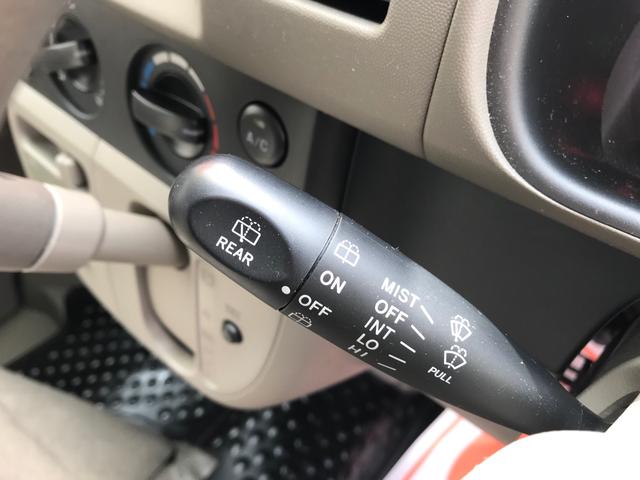 A/C
REAR
ON
OFF
MIST
OFF
INT
LO
HI
PULL